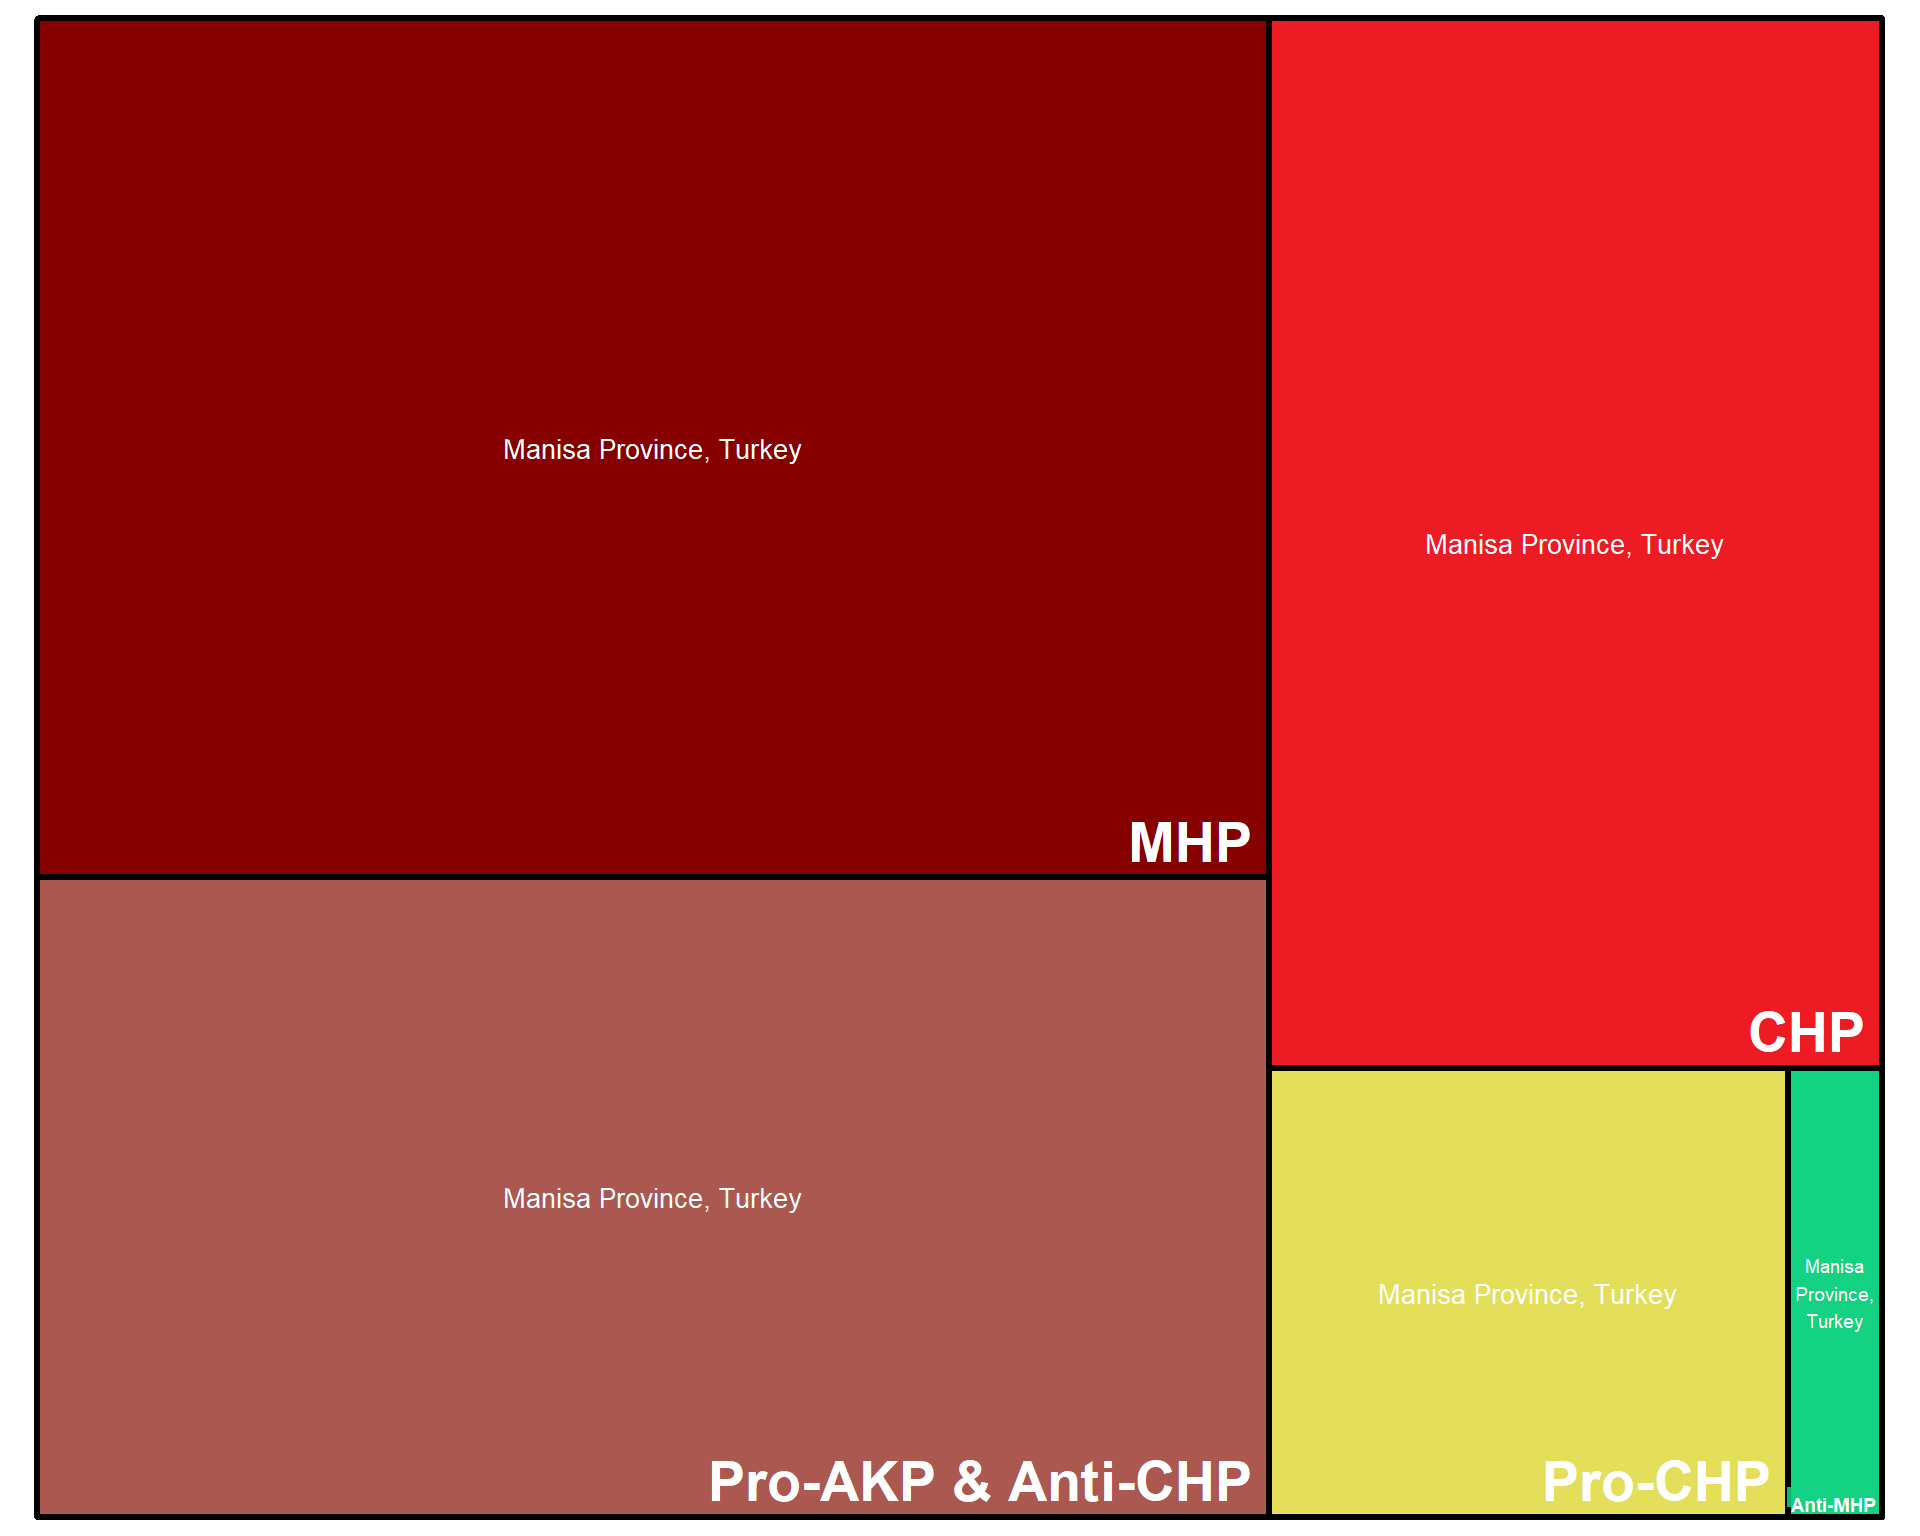 Manisa Province, Turkey
MHP
Manisa Province, Turkey
Pro-AKP & Anti-CHP
Manisa Province, Turkey
CHP
Manisa Province, Turkey
Pro-CHP
Manisa
Province,
Turkey
Anti-MHP